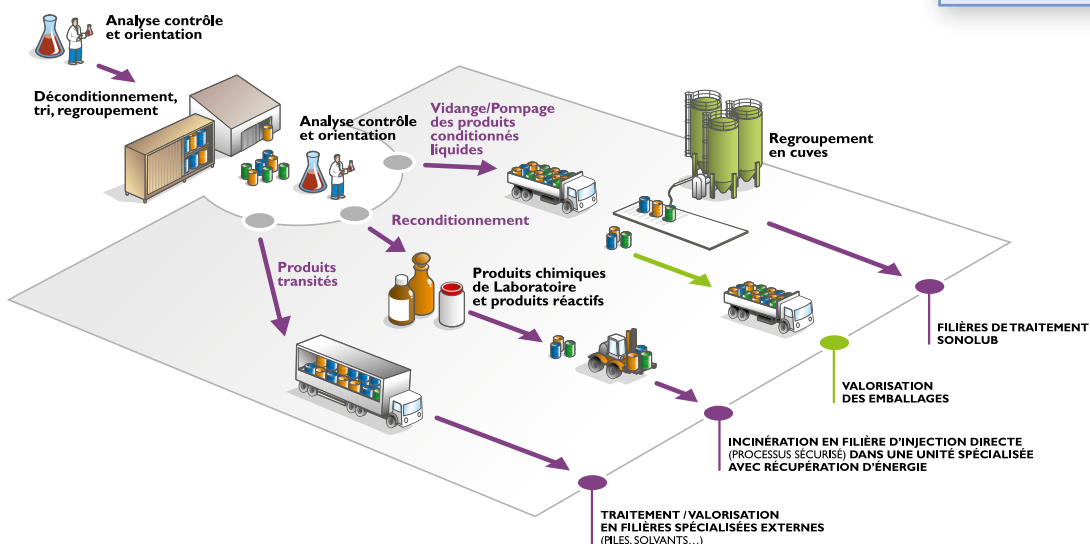 Analyse contrôle
et orientation
Déconditionnement,
tri, regroupement
Analyse contrôle
et orientation
Vidange/Pompage
des produits
conditionnés
liquides
Regroupement
en cuves
Reconditionnement
Produits
transités
Produits chimiques
de Laboratoire
et produits réactifs
FILIÈRES DE TRAITEMENT
SONOLUB
VALORISATION
DES EMBALLAGES
INCINÉRATION EN FILIÈRE D'INJECTION DIRECTE
(PROCESSUS SÉCURISÉ) DANS UNE UNITÉ SPÉCIALISÉE
AVEC RÉCUPÉRATION D'ÉNERGIE
TRAITEMENT / VALORISATION
EN FILIÈRES SPÉCIALISÉES EXTERNES
(PILES, SOLVANTS...)